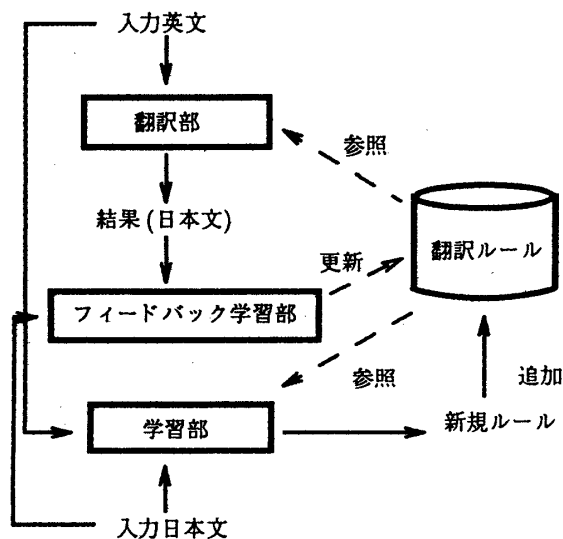 入力英文
翻訳部
参照
結果(日本文)
翻訳ルール
更新
フィードバック学習部
参照
追加
学習部
新規ルール
入力日本文